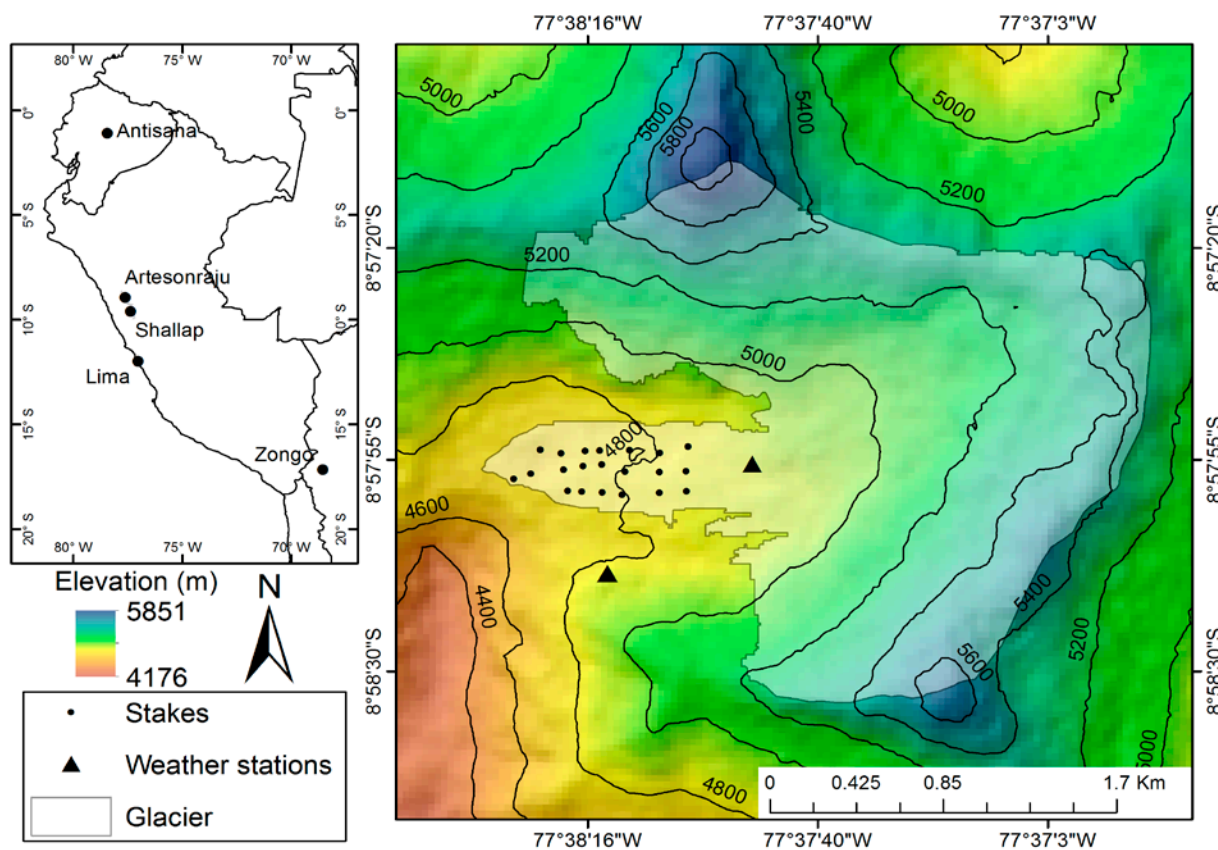 80° W 75°W 70°W
0°
5°S
10°S
15°S
20°S
0°
5°S
10°S
15°S
20°S
Antisana
Artesonraju
Shallap
Lima
Zongo
80°W 75°W 70°W
Elevation (m)
5851
4176
N
Stakes
Weather stations
Glacier
77°38'16"W 77°37'40"W 77°37'3"W
8°57'20"S
8°57'55"S
8°58'30"S
5000
5600
5800
5400
5000
5200
5200
5000
4800
4600
4400
5400
5200
5600
5000
4800
0 0.425 0.85 1.7 Km
8°57'20"S
8°57'55"S
8°58'30"S
77°38'16"W 77°37'40"W 77°37'3"W